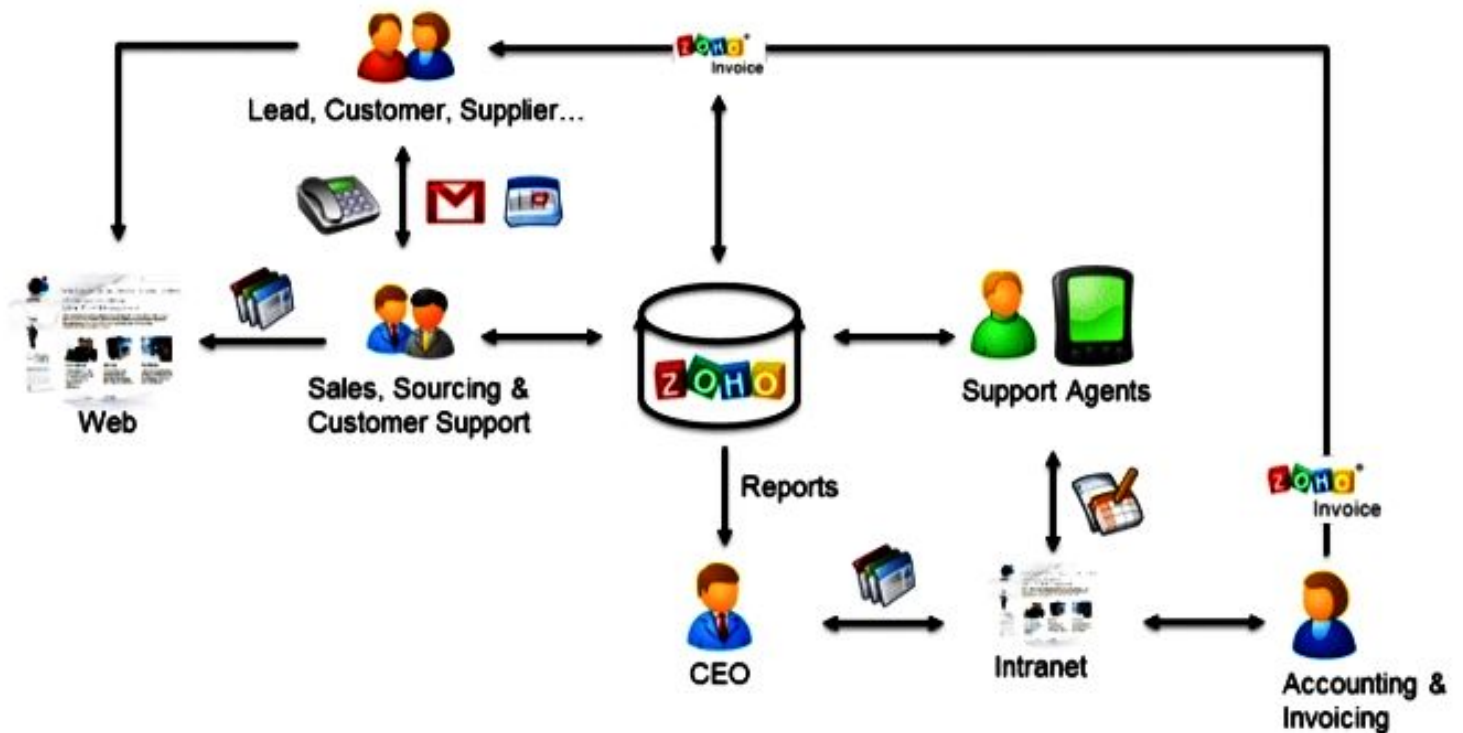 ZOHO
Invoice
Lead, Customer, Supplier...
Web
Sales, Sourcing &
Customer Support
ZOHO
Support Agents
Reports
ZOHO
Invoice
CEO
Intranet
Accounting &
Invoicing